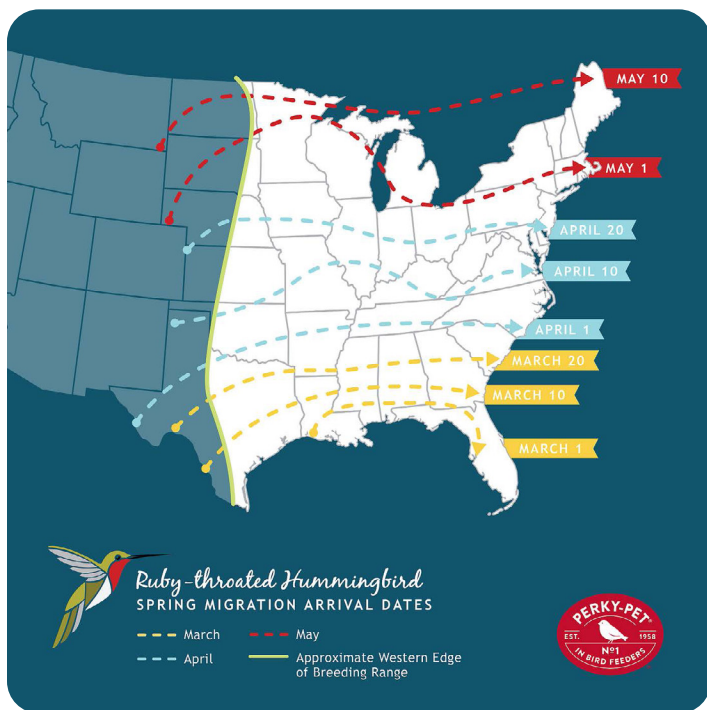 MAY 10
MAY 1
APRIL 20
APRIL 10
APRIL 1
MARCH 20
MARCH 10
MARCH 1
Ruby-throated Hummingbird
SPRING MIGRATION ARRIVAL DATES
March
May
April
Approximate Western Edge
of Breeding Range
PERKY-PET®
EST. 1958
Nº1
IN BIRD FEEDERS